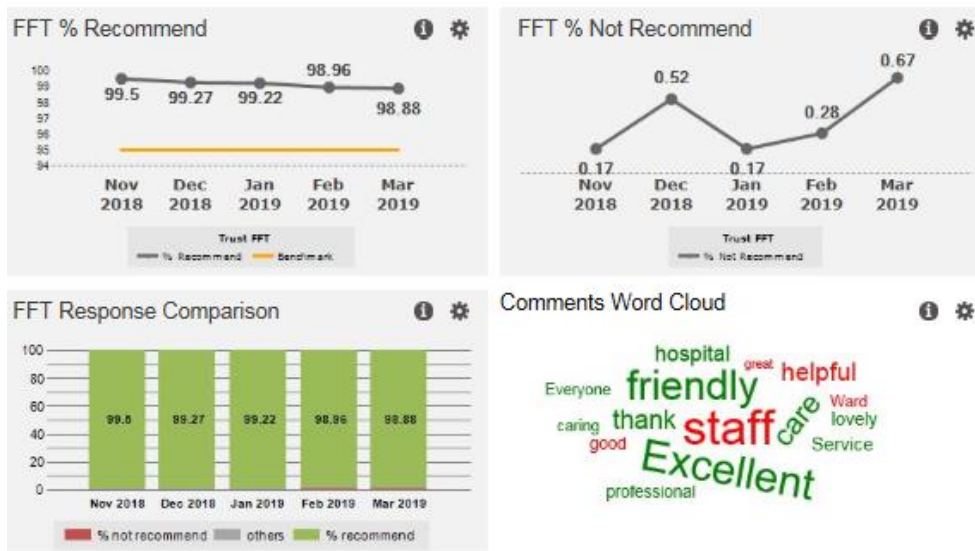 FFT % Recommend
100
99
98
97
96
95
94
99.5
99.27
99.22
98.96
98.88
Nov 2018
Dec 2018
Jan 2019
Feb 2019
Mar 2019
Trust FFT
% Recommend
Benchmark
FFT % Not Recommend
0.17
0.52
0.17
0.28
0.67
Nov 2018
Dec 2018
Jan 2019
Feb 2019
Mar 2019
Trust FFT
% Not Recommend
FFT Response Comparison
100
80
60
40
20
0
99.5
99.27
99.22
98.96
98.88
Nov 2018
Dec 2018
Jan 2019
Feb 2019
Mar 2019
% not recommend
others
% recommend
Comments Word Cloud
hospital
great
helpful
Everyone
friendly
Ward
caring
thank
staff
care
lovely
good
Service
Excellent
professional